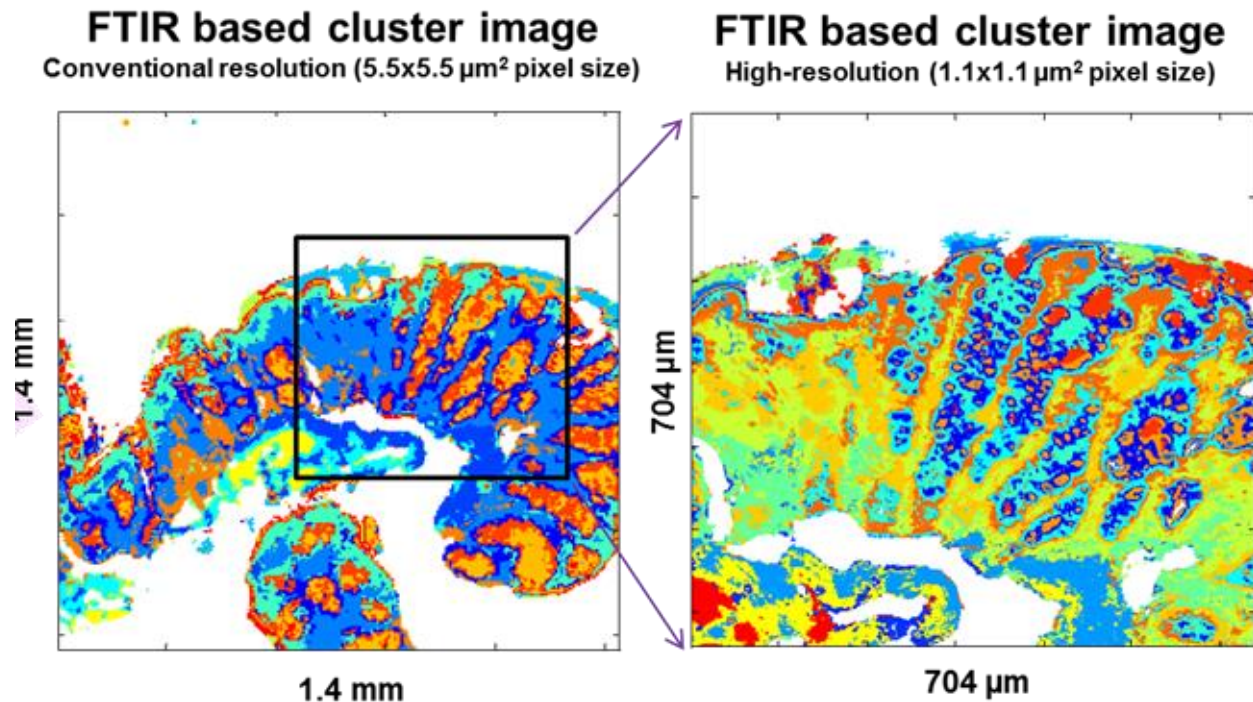 FTIR based cluster image
Conventional resolution (5.5x5.5 µm² pixel size)
1.4 mm
1.4 mm
FTIR based cluster image
High-resolution (1.1x1.1 µm² pixel size)
704 µm
704 µm